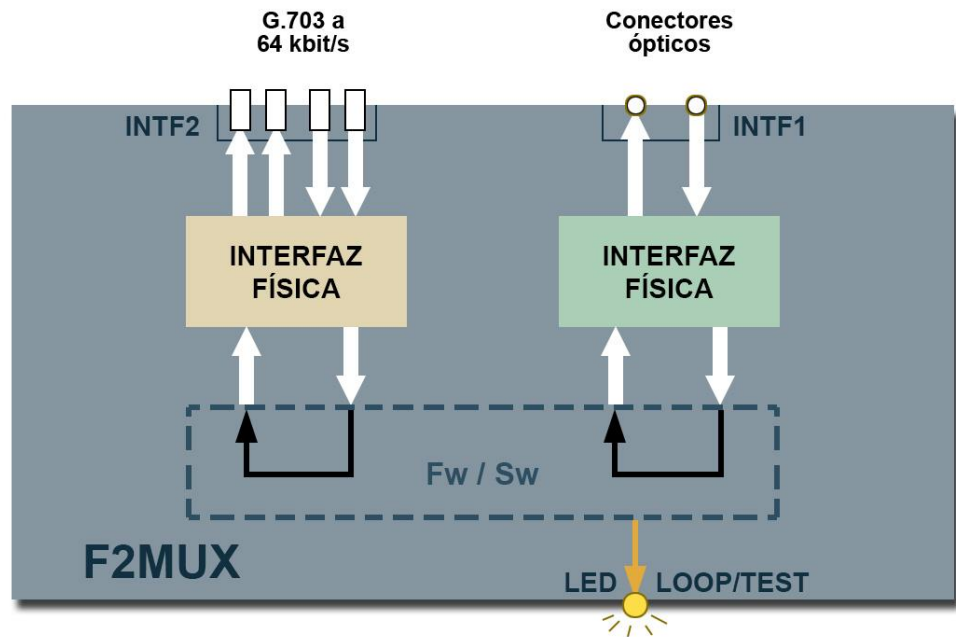 G.703 a
64 kbit/s
Conectores
ópticos
INTF2
INTF1
INTERFAZ
FÍSICA
INTERFAZ
FÍSICA
Fw / Sw
F2MUX
LED LOOP/TEST